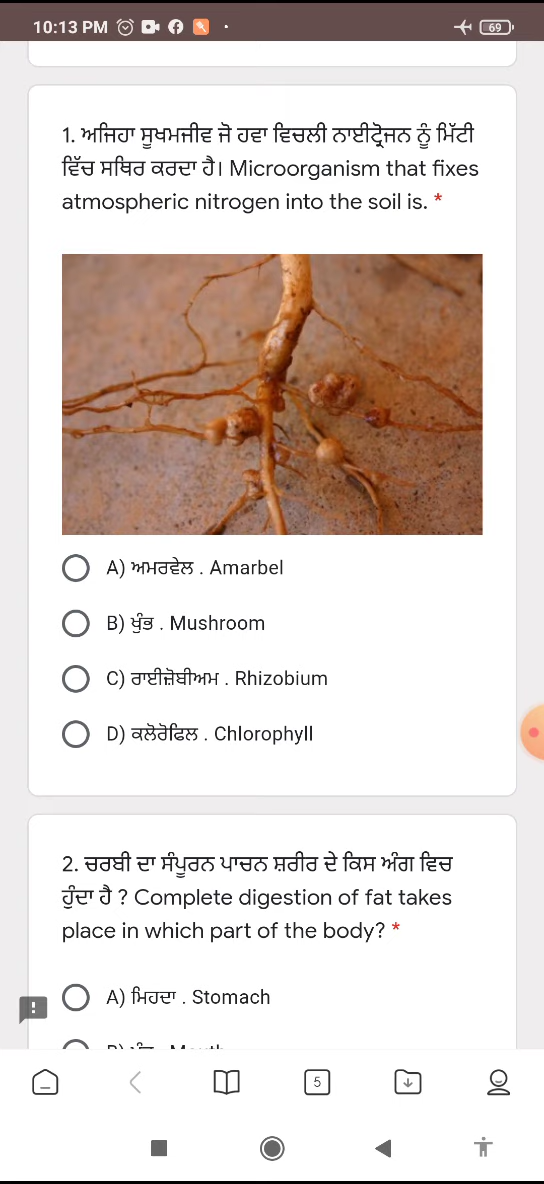 10:13 PM
69
1. ਅਜਿਹਾ ਸੂਖਮਜੀਵ ਜੋ ਹਵਾ ਵਿਚਲੀ ਨਾਈਟ੍ਰੋਜਨ ਨੂੰ ਮਿੱਟੀ
ਵਿੱਚ ਸਥਿਰ ਕਰਦਾ ਹੈ। Microorganism that fixes
atmospheric nitrogen into the soil is. *
A) ਅਮਰਵੇਲ . Amarbel
B) ਖੁੰਭ . Mushroom
C) ਰਾਈਜ਼ੋਬੀਅਮ . Rhizobium
D) ਕਲੋਰੋਫਿਲ . Chlorophyll
2. ਚਰਬੀ ਦਾ ਸੰਪੂਰਨ ਪਾਚਨ ਸ਼ਰੀਰ ਦੇ ਕਿਸ ਅੰਗ ਵਿਚ
ਹੁੰਦਾ ਹੈ ? Complete digestion of fat takes
place in which part of the body? *
A) ਮਿਹਦਾ . Stomach
5